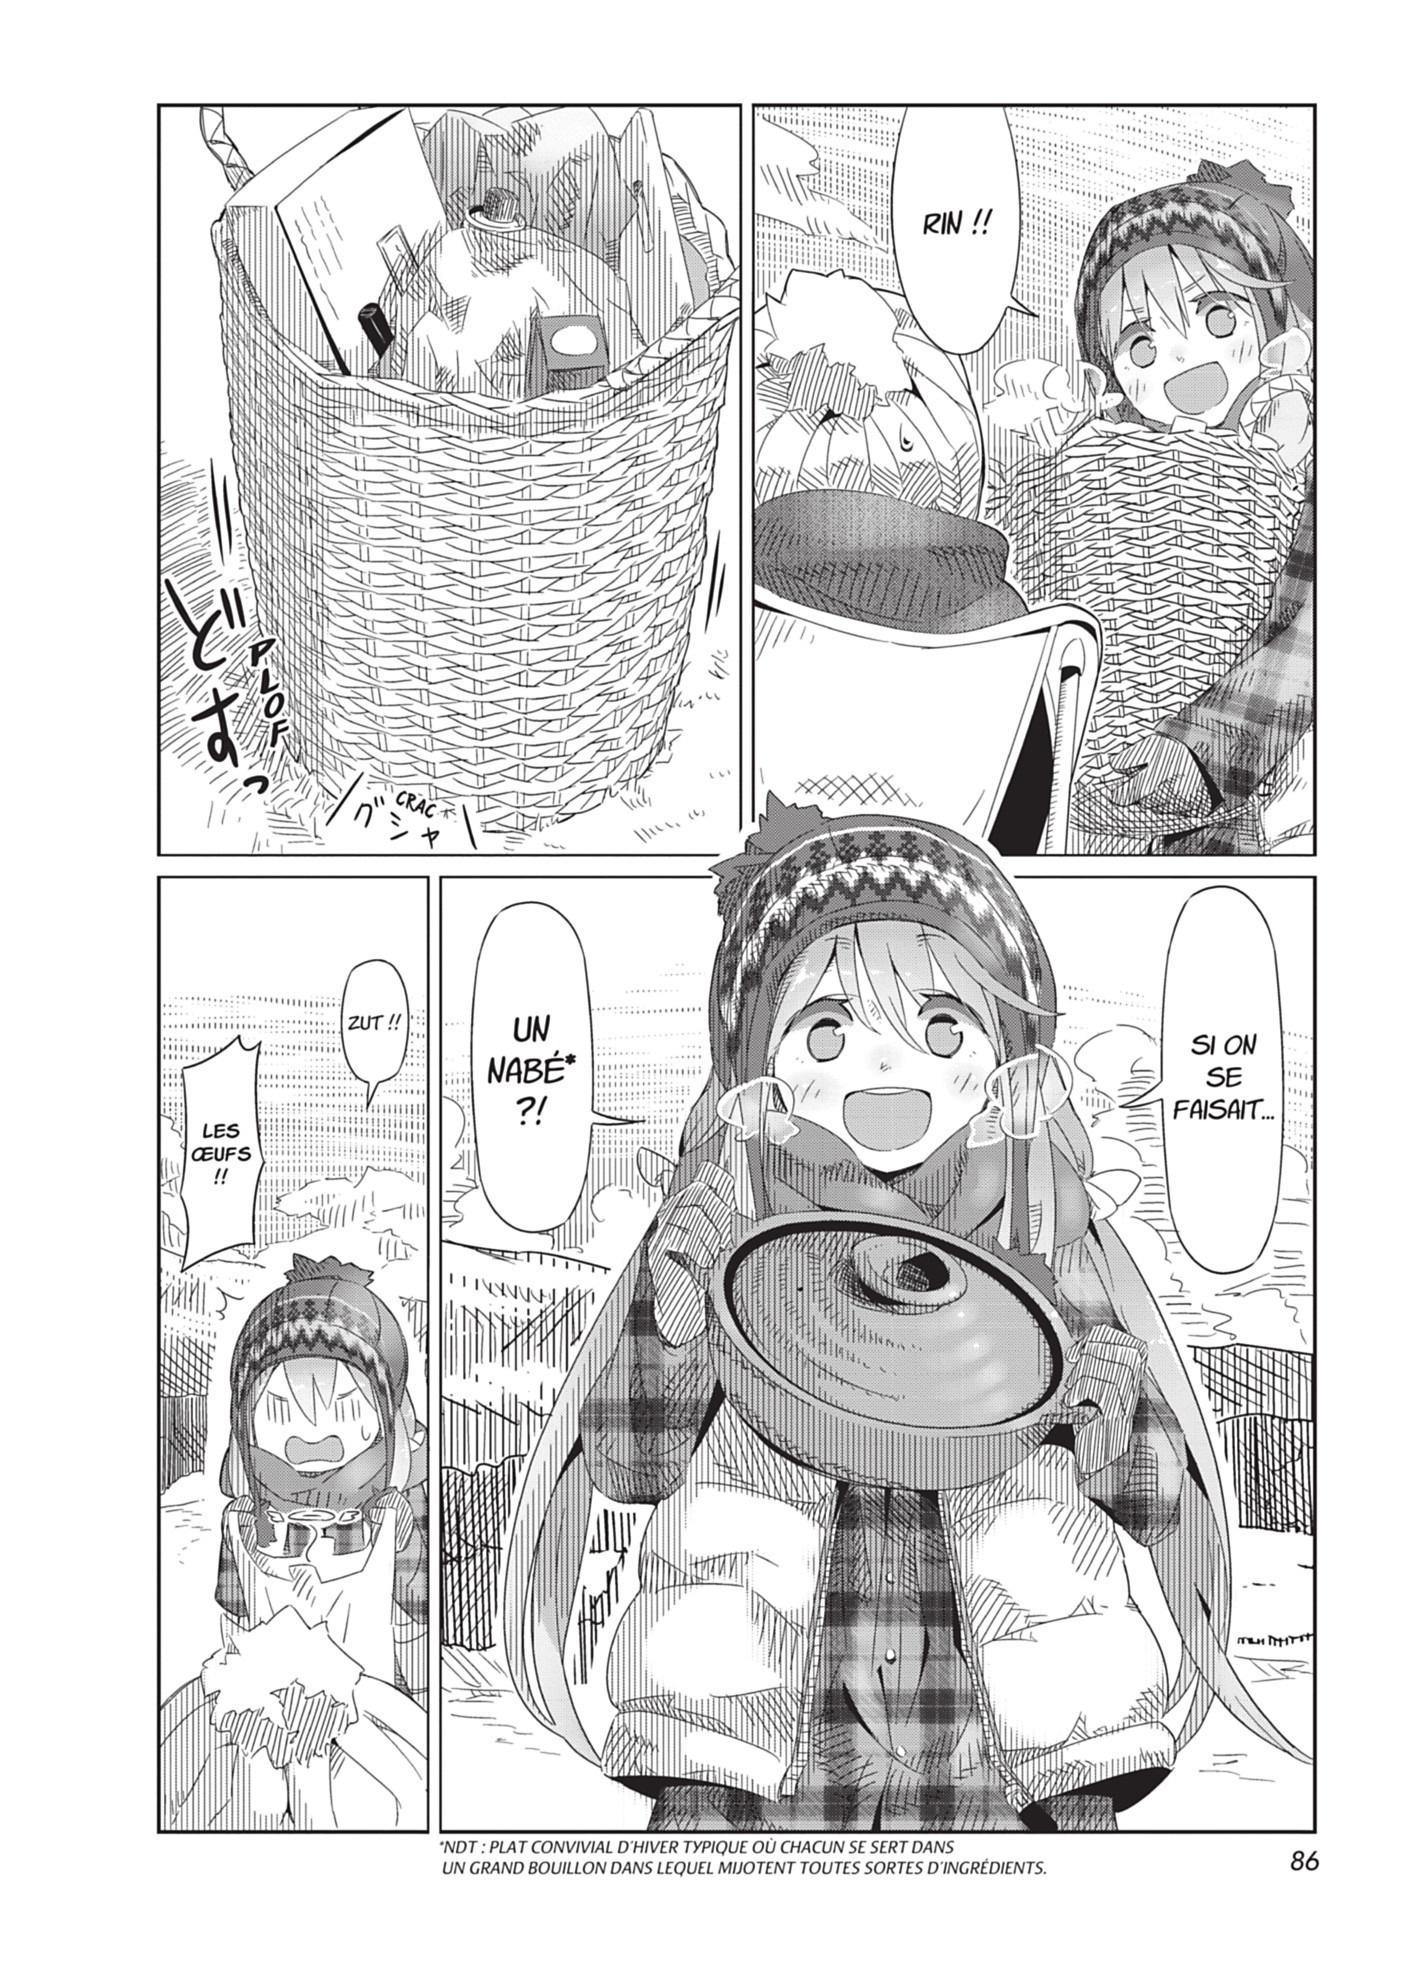 RIN !!
どすっ
PLOF
グシャ
CRAC
SI ON
SE
FAISAIT...
UN
NABÉ*
?!
ZUT !!
LES
ŒUFS
!!
*NDT : PLAT CONVIVIAL D'HIVER TYPIQUE OÙ CHACUN SE SERT DANS
UN GRAND BOUILLON DANS LEQUEL MIJOTENT TOUTES SORTES D'INGRÉDIENTS.
86